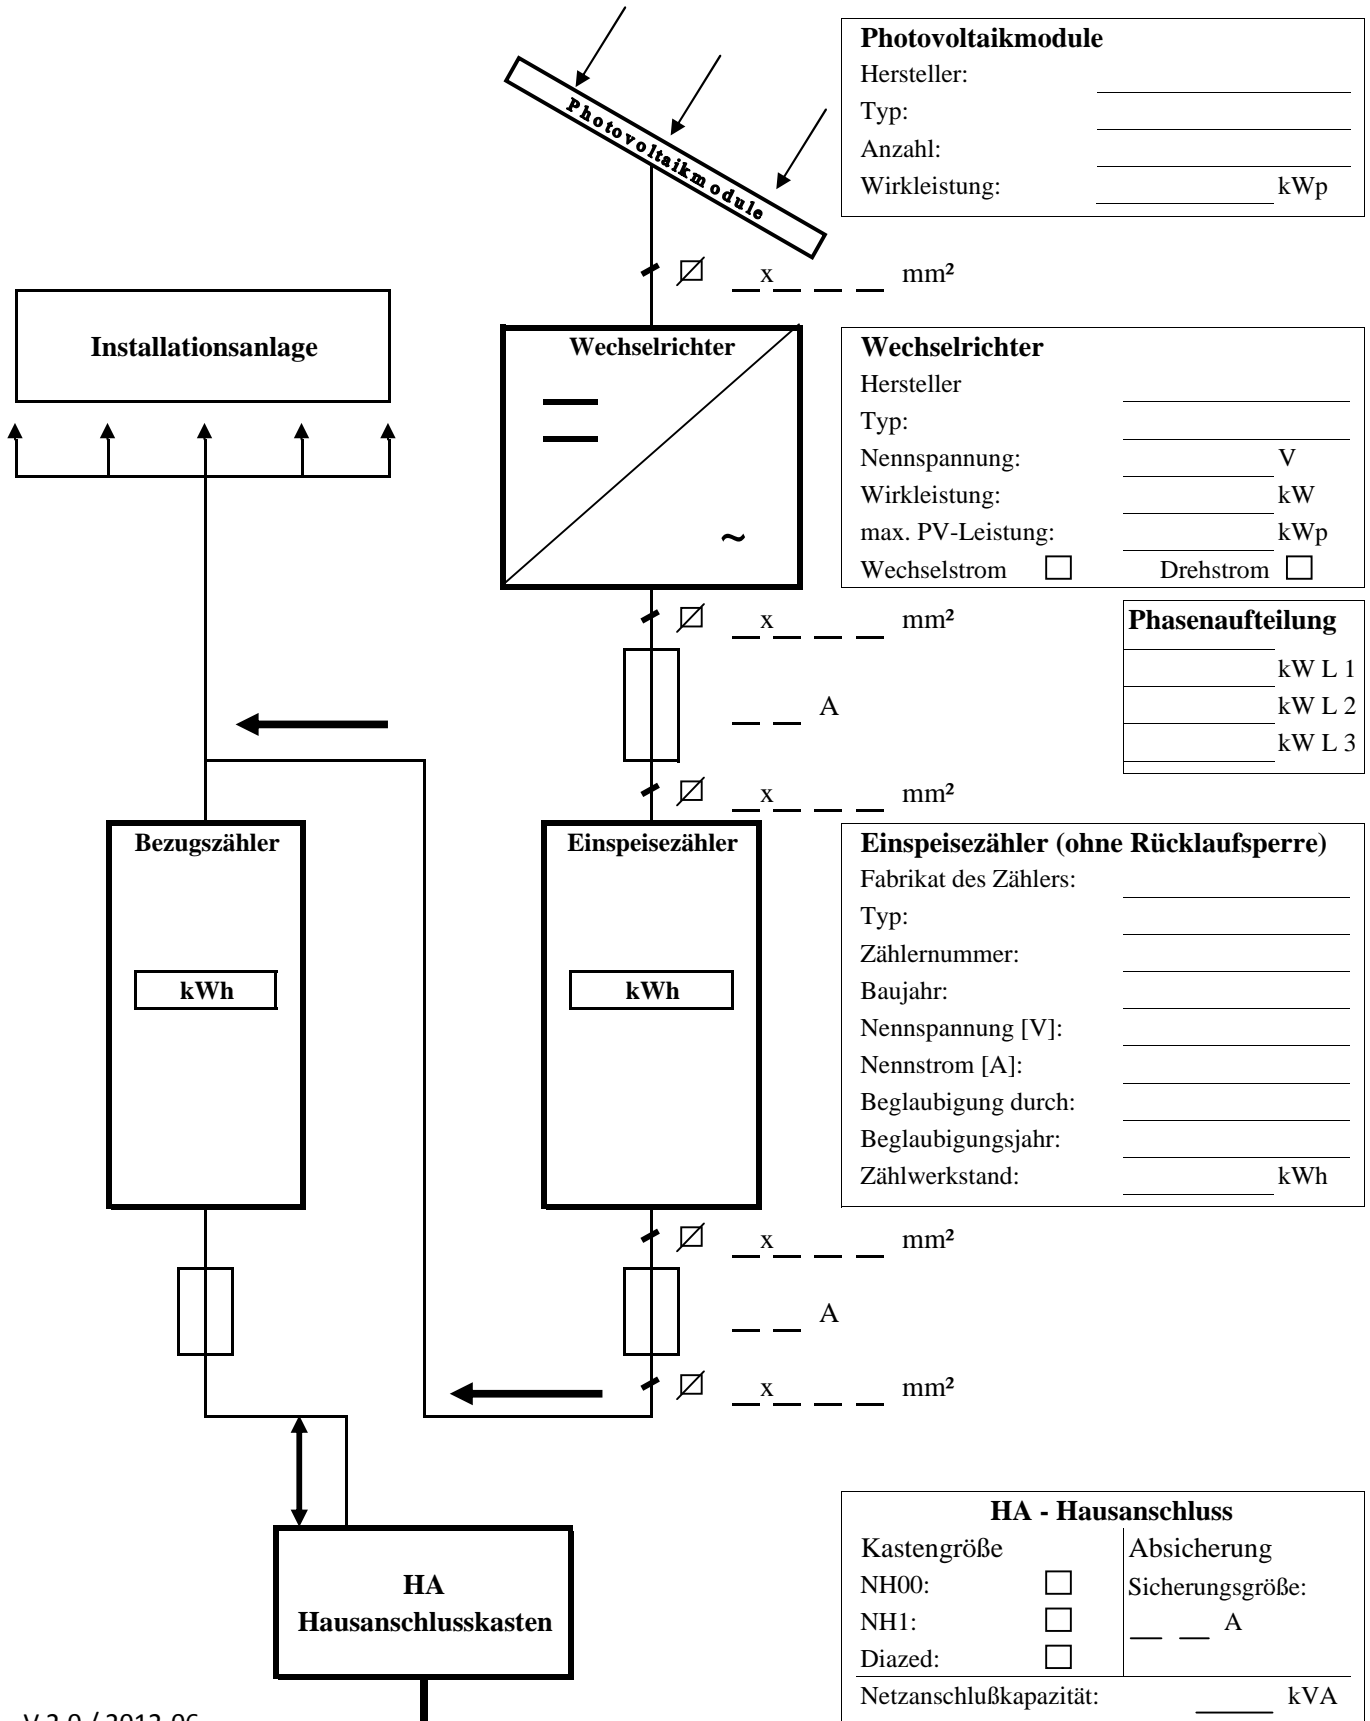 Photovoltaikmodule
Photovoltaikmodule
Hersteller:
Typ:
Anzahl:
Wirkleistung: kWp
x mm²
Installationsanlage
Wechselrichter
~
Wechselrichter
Hersteller
Typ:
Nennspannung: V
Wirkleistung: kW
max. PV-Leistung: kWp
Wechselstrom Drehstrom
x mm²
A
x mm²
Phasenaufteilung
kW L 1
kW L 2
kW L 3
Bezugszähler
kWh
Einspeisezähler
kWh
Einspeisezähler (ohne Rücklaufsperre)
Fabrikat des Zählers:
Typ:
Zählernummer:
Baujahr:
Nennspannung [V]:
Nennstrom [A]:
Beglaubigung durch:
Beglaubigungsjahr:
Zählwerkstand: kWh
x mm²
A
x mm²
HA
Hausanschlusskasten
HA - Hausanschluss
Kastengröße
NH00:
NH1:
Diazed:
Absicherung
Sicherungsgröße:
A
Netzanschlußkapazität: kVA